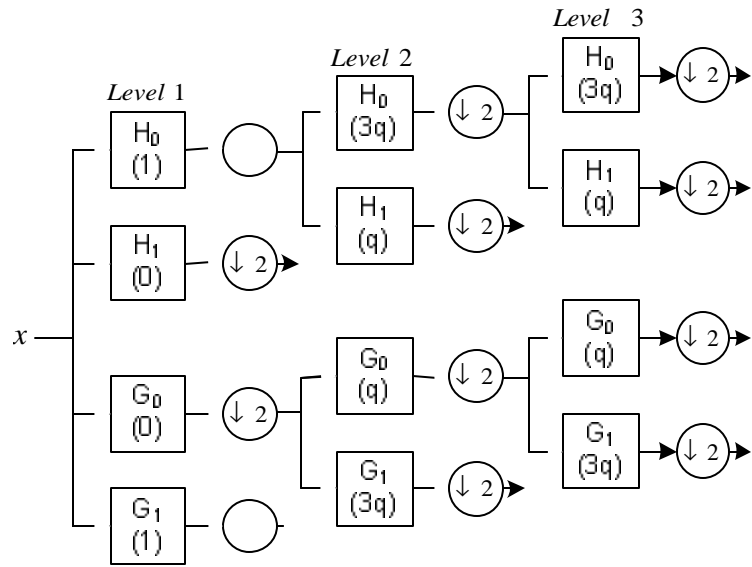 Level 3
Level 2
Level 1
H0
(3q)
↓ 2
H0
(3q)
↓ 2
H0
(1)
H1
(q)
↓ 2
H1
(q)
↓ 2
H1
(0)
↓ 2
x
G0
(q)
↓ 2
G0
(q)
↓ 2
G0
(0)
↓ 2
G1
(3q)
↓ 2
G1
(3q)
↓ 2
G1
(1)